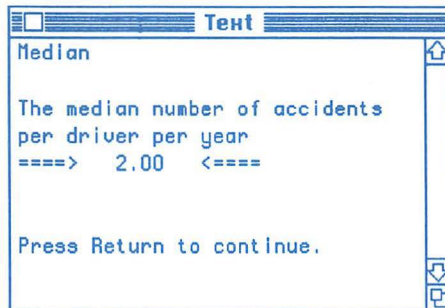 Text
Median
The median number of accidents
per driver per year
====> 2.00 <====
Press Return to continue.